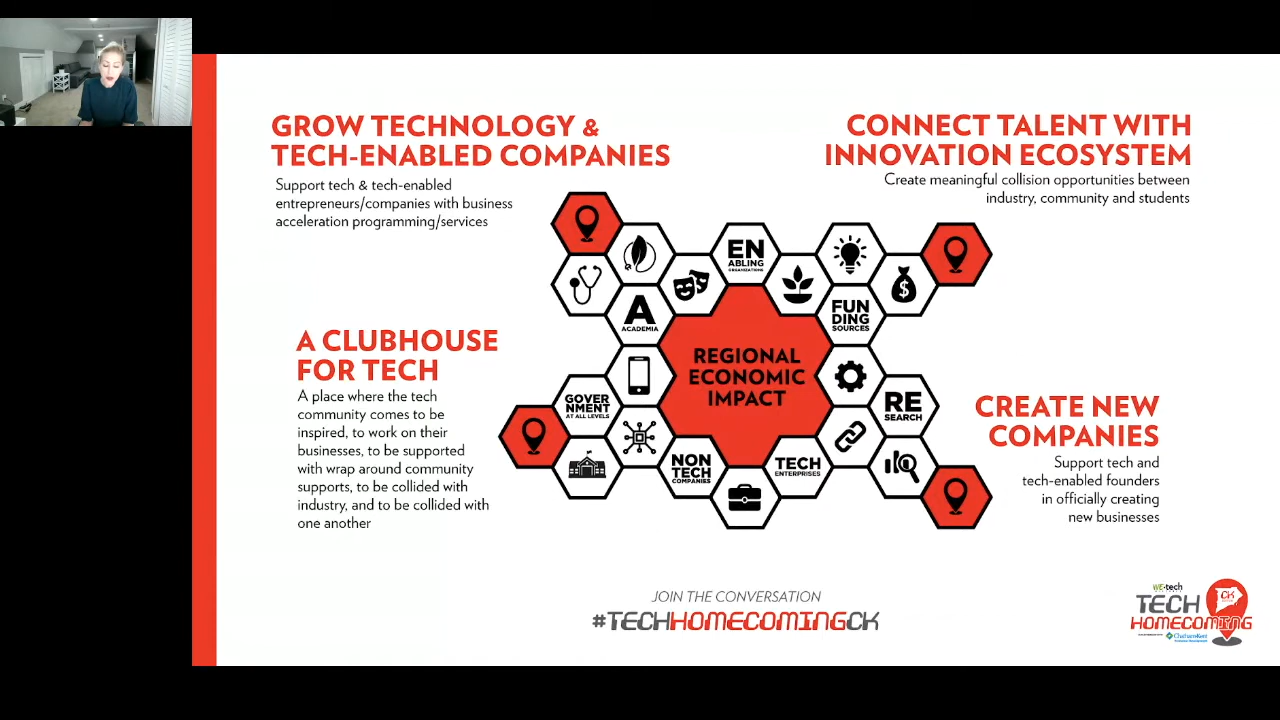 GROW TECHNOLOGY &
TECH-ENABLED COMPANIES
Support tech & tech-enabled
entrepreneurs/companies with business
acceleration programming/services
CONNECT TALENT WITH
INNOVATION ECOSYSTEM
Create meaningful collision opportunities between
industry, community and students
EN
ABLING
ORGANIZATIONS
A
ACADEMIA
FUN
DING
SOURCES
$
REGIONAL
ECONOMIC
IMPACT
A CLUBHOUSE
FOR TECH
A place where the tech
community comes to be
inspired, to work on their
businesses, to be supported
with wrap around community
supports, to be collided with
industry, and to be collided with
one another
GOVER
NMENT
AT ALL LEVELS
RE
SEARCH
NON
TECH
COMPANIES
TECH
ENTERPRISES
CREATE NEW
COMPANIES
Support tech and
tech-enabled founders
in officially creating
new businesses
JOIN THE CONVERSATION
#TECHHOMECOMINGCK
WEtech
CK
TECH
HOMECOMING
ChathamKent